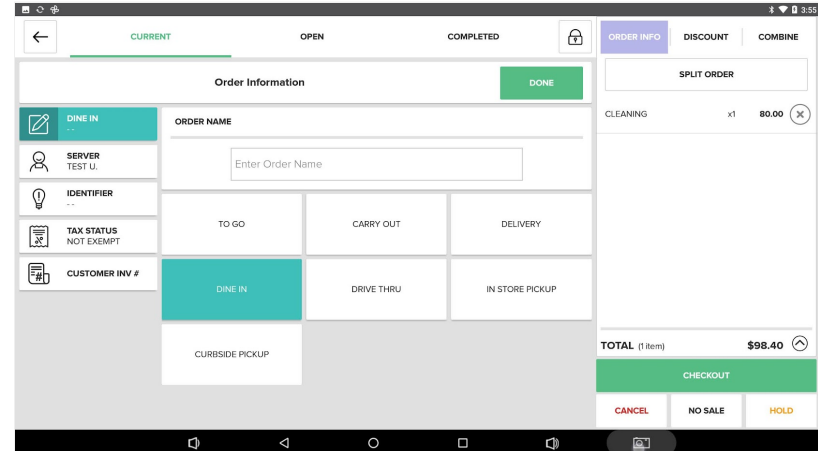 3:55
CURRENT
OPEN
COMPLETED
ORDER INFO
DISCOUNT
COMBINE
Order Information
DONE
SPLIT ORDER
DINE IN
- -
SERVER
TEST U.
IDENTIFIER
- -
TAX STATUS
NOT EXEMPT
CUSTOMER INV #
ORDER NAME
Enter Order Name
TO GO
CARRY OUT
DELIVERY
DINE IN
DRIVE THRU
IN STORE PICKUP
CURBSIDE PICKUP
CLEANING x1 80.00
TOTAL (1 item) $98.40
CHECKOUT
CANCEL
NO SALE
HOLD